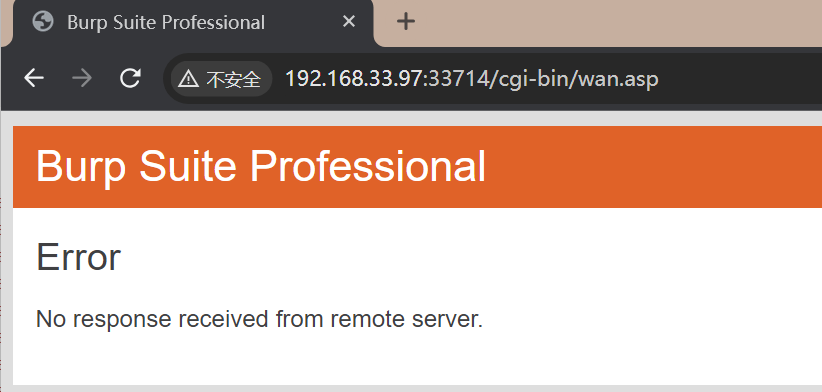 Burp Suite Professional
不安全 192.168.33.97:33714/cgi-bin/wan.asp
Burp Suite Professional
Error
No response received from remote server.